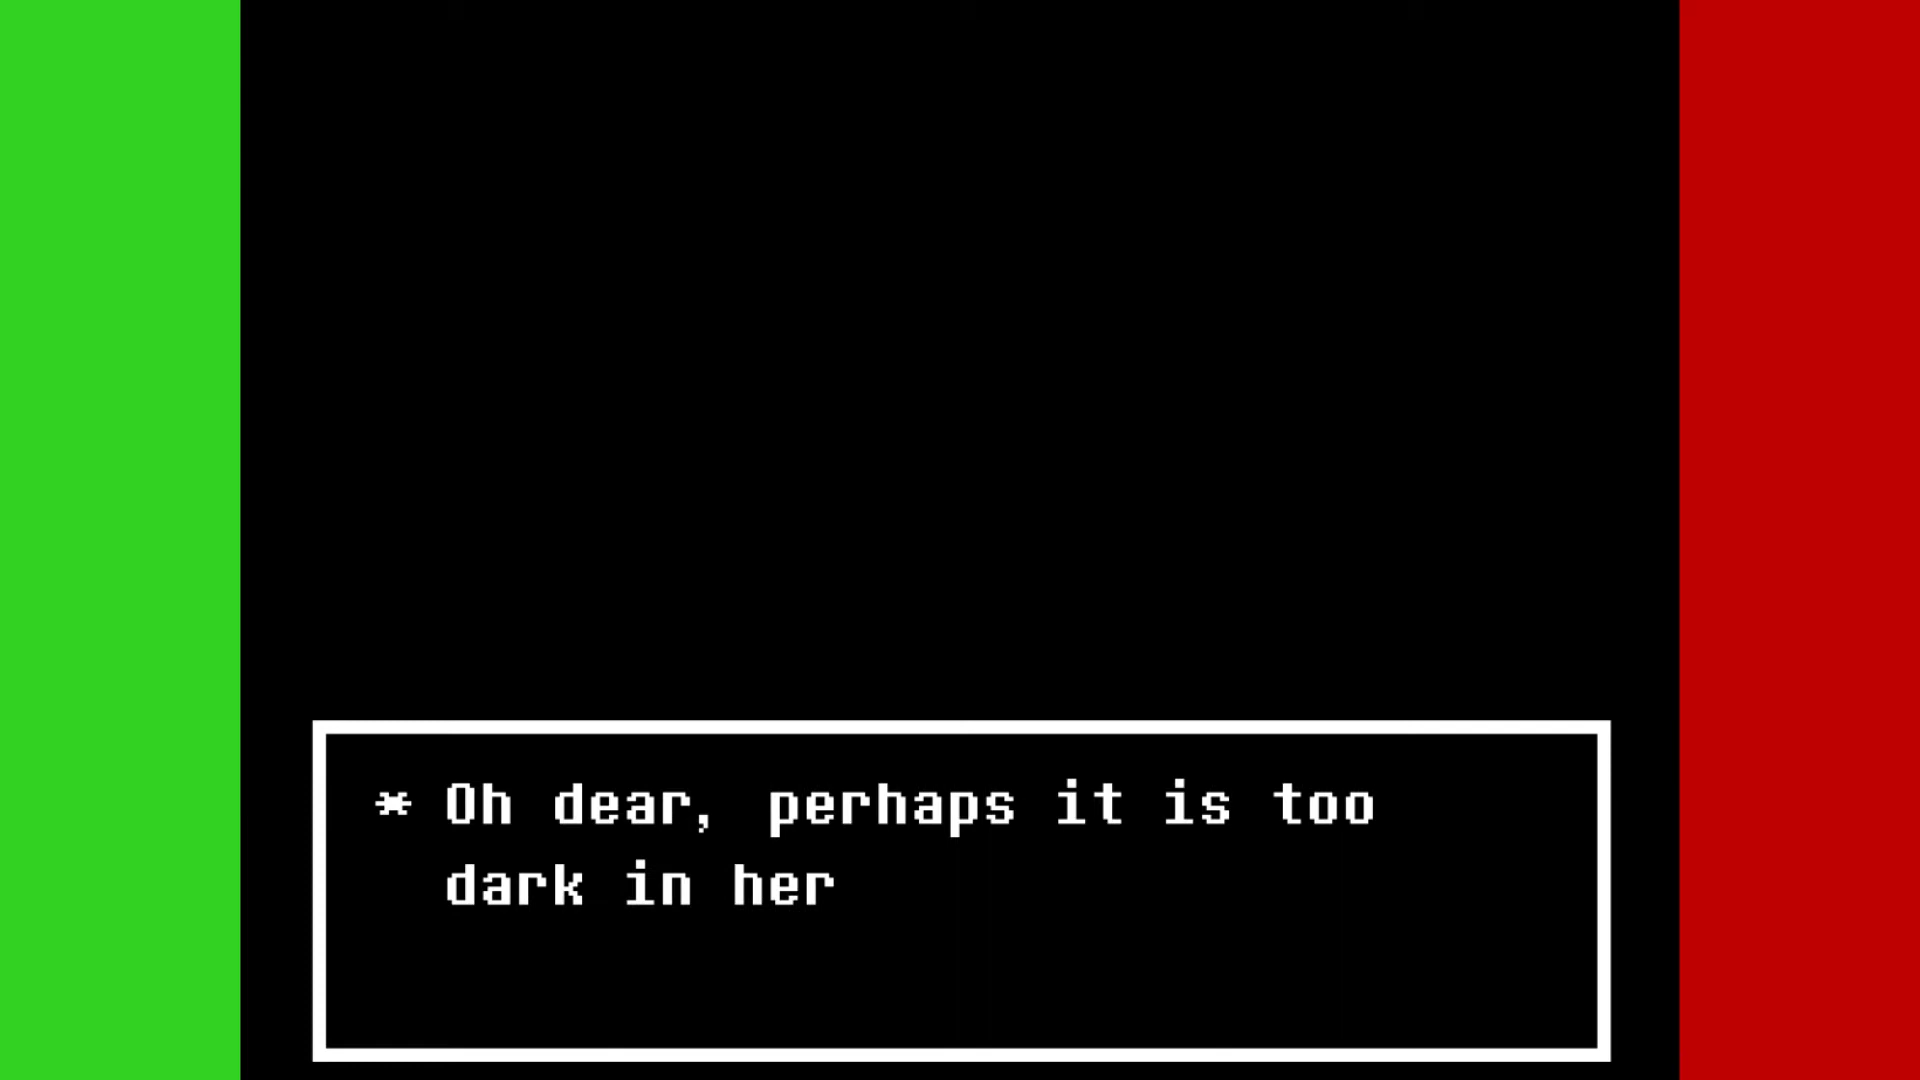 * Oh dear, perhaps it is too
dark in her